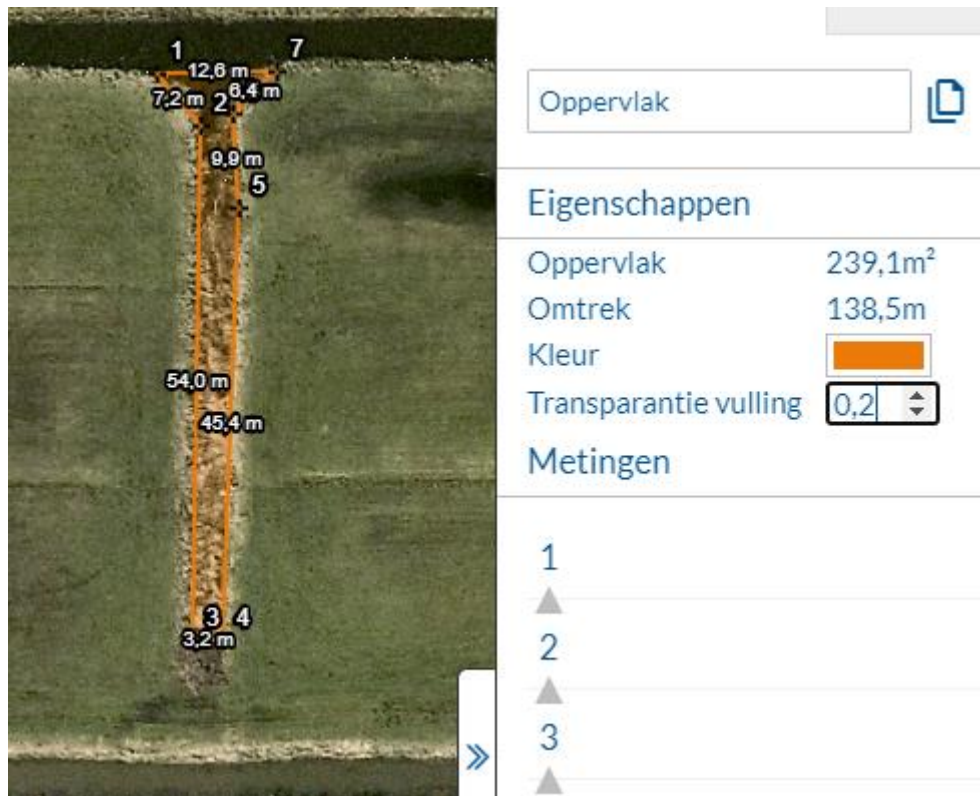 1
7
12,6 m
7,2 m
6,4 m
2
9,9 m
5
54,0 m
45,4 m
3
4
3,2 m
Oppervlak
Eigenschappen
Oppervlak 239,1m²
Omtrek 138,5m
Kleur
Transparantie vulling 0,2
Metingen
1
2
3